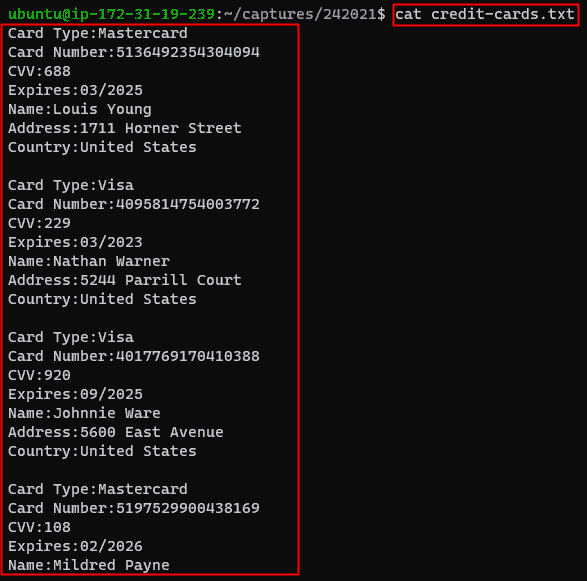 ubuntu@ip-172-31-19-239:~/captures/242021$ cat credit-cards.txt
Card Type:Mastercard
Card Number:5136492354304094
CVV:688
Expires:03/2025
Name:Louis Young
Address:1711 Horner Street
Country:United States
Card Type:Visa
Card Number:4095814754003772
CVV:229
Expires:03/2023
Name:Nathan Warner
Address:5244 Parrill Court
Country:United States
Card Type:Visa
Card Number:4017769170410388
CVV:920
Expires:09/2025
Name:Johnnie Ware
Address:5600 East Avenue
Country:United States
Card Type:Mastercard
Card Number:5197529900438169
CVV:108
Expires:02/2026
Name:Mildred Payne